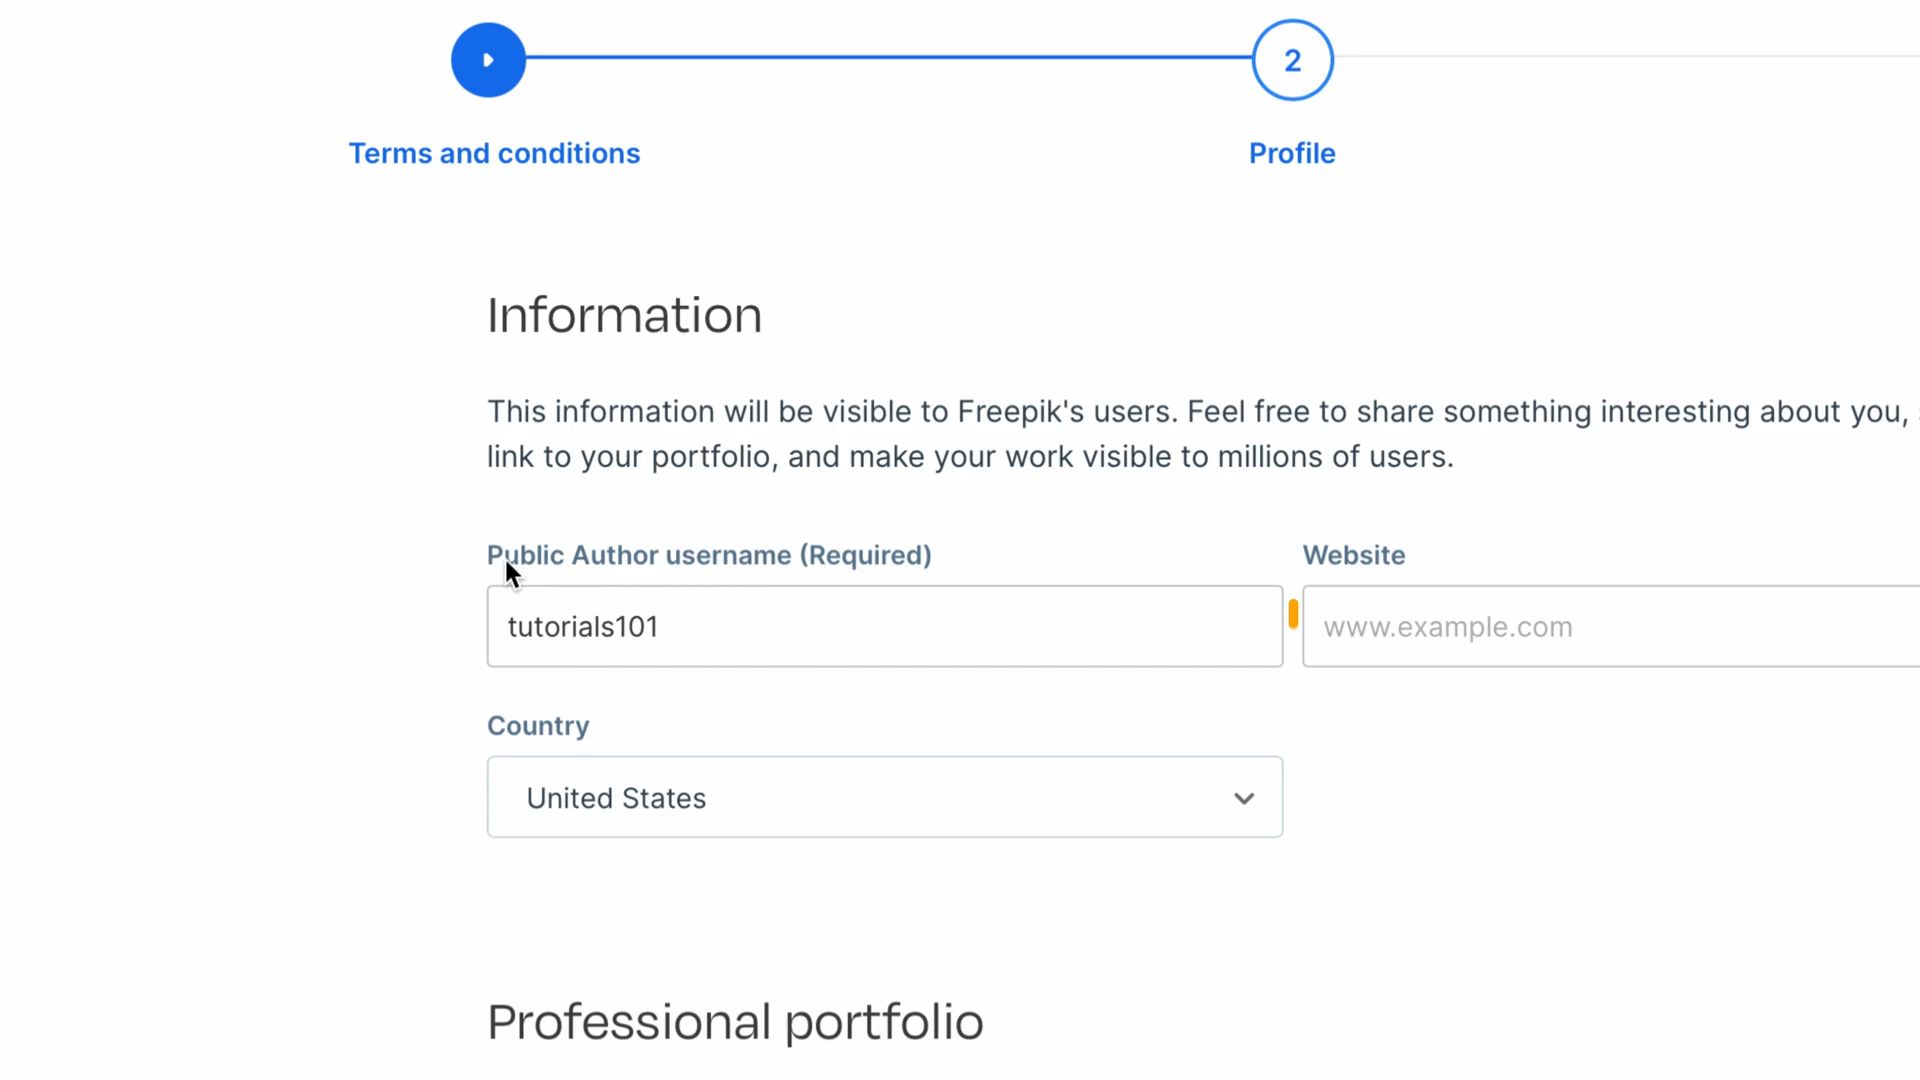 2
Terms and conditions
Profile
Information
This information will be visible to Freepik's users. Feel free to share something interesting about you,
link to your portfolio, and make your work visible to millions of users.
Public Author username (Required)
Website
tutorials101
www.example.com
Country
United States
Professional portfolio